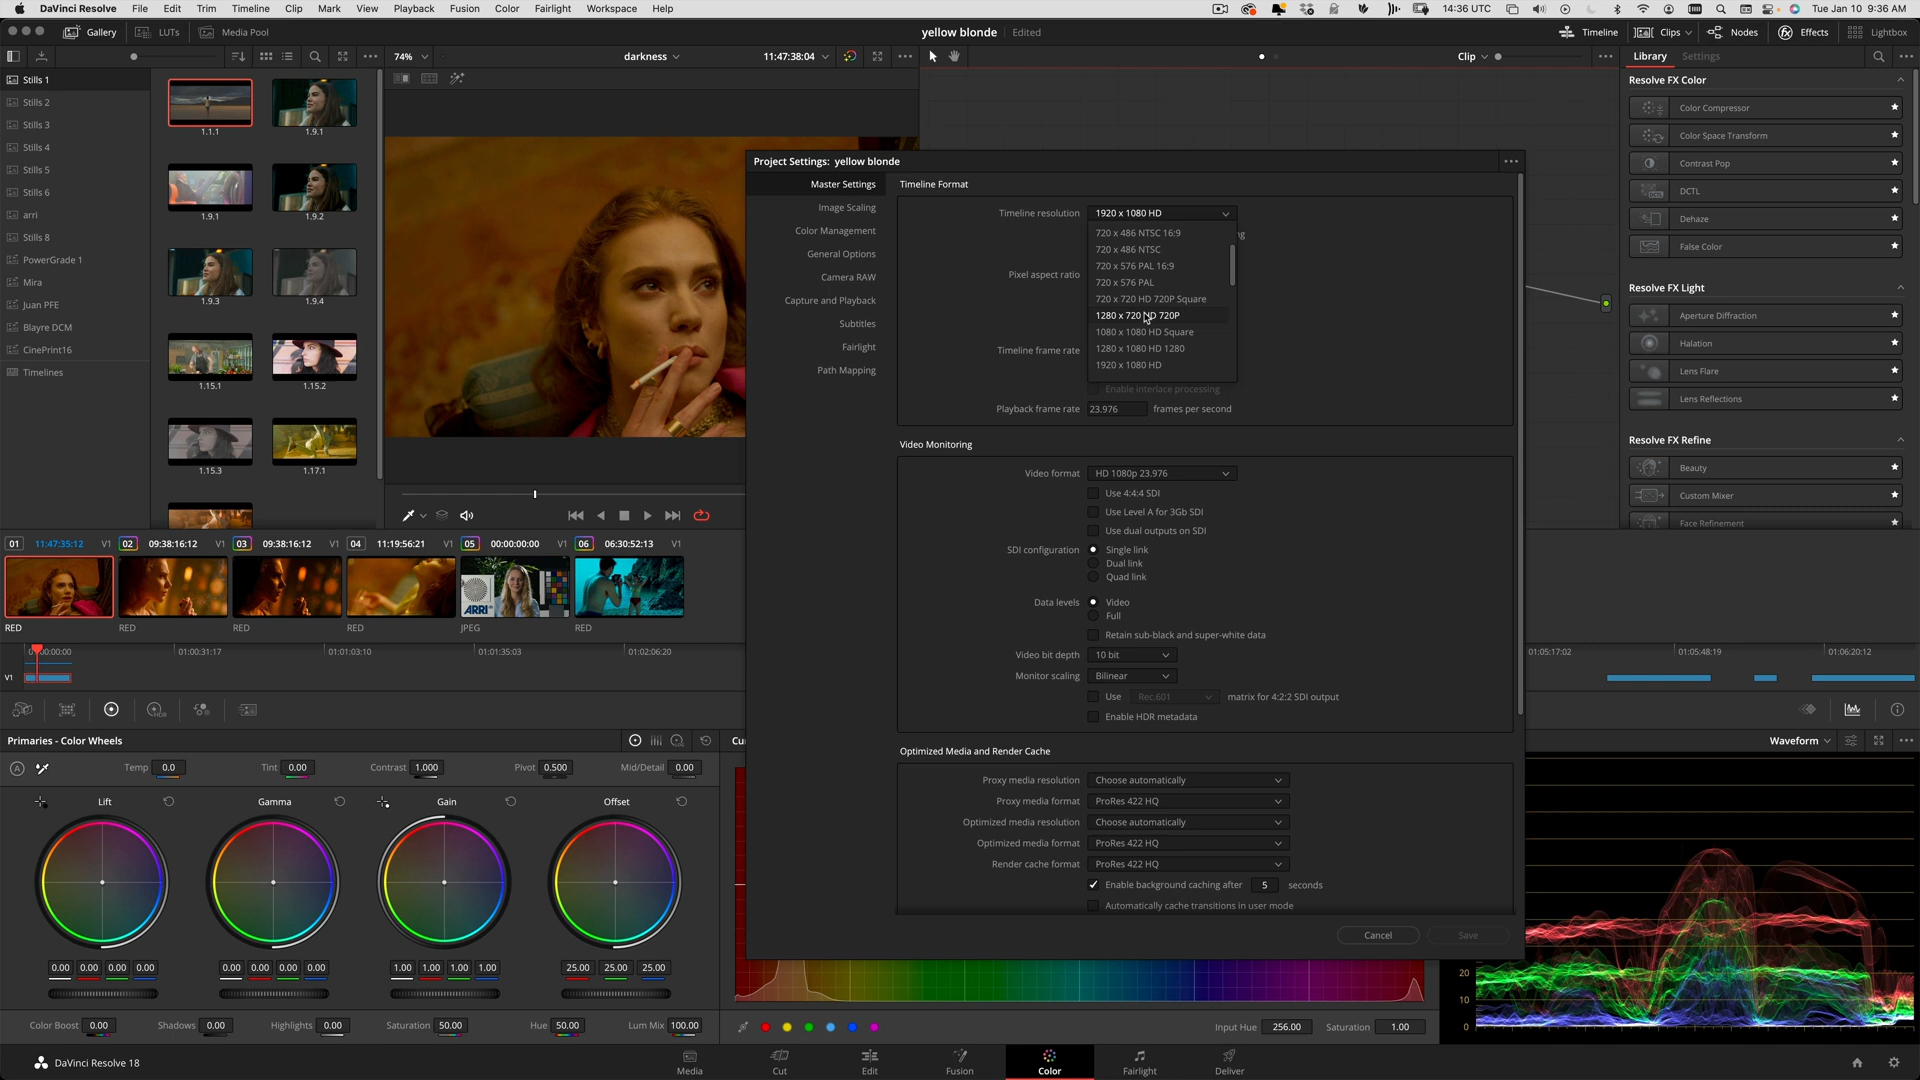 DaVinci Resolve File Edit Trim Timeline Clip Mark View Playback Fusion Color Fairlight Workspace Help 14:36 UTC Tue Jan 10 9:36 AM
Gallery LUTs Media Pool yellow blonde Edited Timeline Clips Nodes Effects Lightbox
74% darkness 11:47:38:04 Clip Library Settings
Stills 1
Stills 2
Stills 3
Stills 4
Stills 5
Stills 6
arri
Stills 8
PowerGrade 1
Mira
Juan PFE
Blayre DCM
CinePrint16
Timelines
1.1.1 1.9.1
1.9.1 1.9.2
1.9.3 1.9.4
1.15.1 1.15.2
1.15.3 1.17.1
Project Settings: yellow blonde
Master Settings
Image Scaling
Color Management
General Options
Camera RAW
Capture and Playback
Subtitles
Fairlight
Path Mapping
Timeline Format
Timeline resolution 1920 x 1080 HD
720 x 486 NTSC 16:9
720 x 486 NTSC
720 x 576 PAL 16:9
Pixel aspect ratio
720 x 576 PAL
720 x 720 HD 720P Square
1280 x 720 HD 720P
1080 x 1080 HD Square
1280 x 1080 HD 1280
Timeline frame rate
1920 x 1080 HD
Enable interlace processing
Playback frame rate 23.976 frames per second
Video Monitoring
Video format HD 1080p 23.976
Use 4:4:4 SDI
Use Level A for 3Gb SDI
Use dual outputs on SDI
SDI configuration Single link
Dual link
Quad link
Data levels Video
Full
Retain sub-black and super-white data
Video bit depth 10 bit
Monitor scaling Bilinear
Use Rec.601 matrix for 4:2:2 SDI output
Enable HDR metadata
Optimized Media and Render Cache
Proxy media resolution Choose automatically
Proxy media format ProRes 422 HQ
Optimized media resolution Choose automatically
Optimized media format ProRes 422 HQ
Render cache format ProRes 422 HQ
Enable background caching after 5 seconds
Automatically cache transitions in user mode
Cancel Save
Resolve FX Color
Color Compressor
Color Space Transform
Contrast Pop
DCTL
Dehaze
False Color
Resolve FX Light
Aperture Diffraction
Halation
Lens Flare
Lens Reflections
Resolve FX Refine
Beauty
Custom Mixer
Face Refinement
01 11:47:35:12 V1 02 09:38:16:12 V1 03 09:38:16:12 V1 04 11:19:56:21 V1 05 00:00:00:00 V1 06 06:30:52:13 V1
ARRI
RED RED RED RED JPEG RED
01:00:31:17 01:01:03:10 01:01:35:03 01:02:06:20 01:05:17:02 01:05:48:19 01:06:20:12
V1
Primaries - Color Wheels Waveform
Temp 0.0 Tint 0.00 Contrast 1.000 Pivot 0.500 Mid/Detail 0.00
Lift Gamma Gain Offset
0.00 0.00 0.00 0.00 0.00 0.00 0.00 0.00 1.00 1.00 1.00 1.00 25.00 25.00 25.00
Color Boost 0.00 Shadows 0.00 Highlights 0.00 Saturation 50.00 Hue 50.00 Lum Mix 100.00
Input Hue 256.00 Saturation 1.00
20
10
0
DaVinci Resolve 18
Media Cut Edit Fusion Color Fairlight Deliver